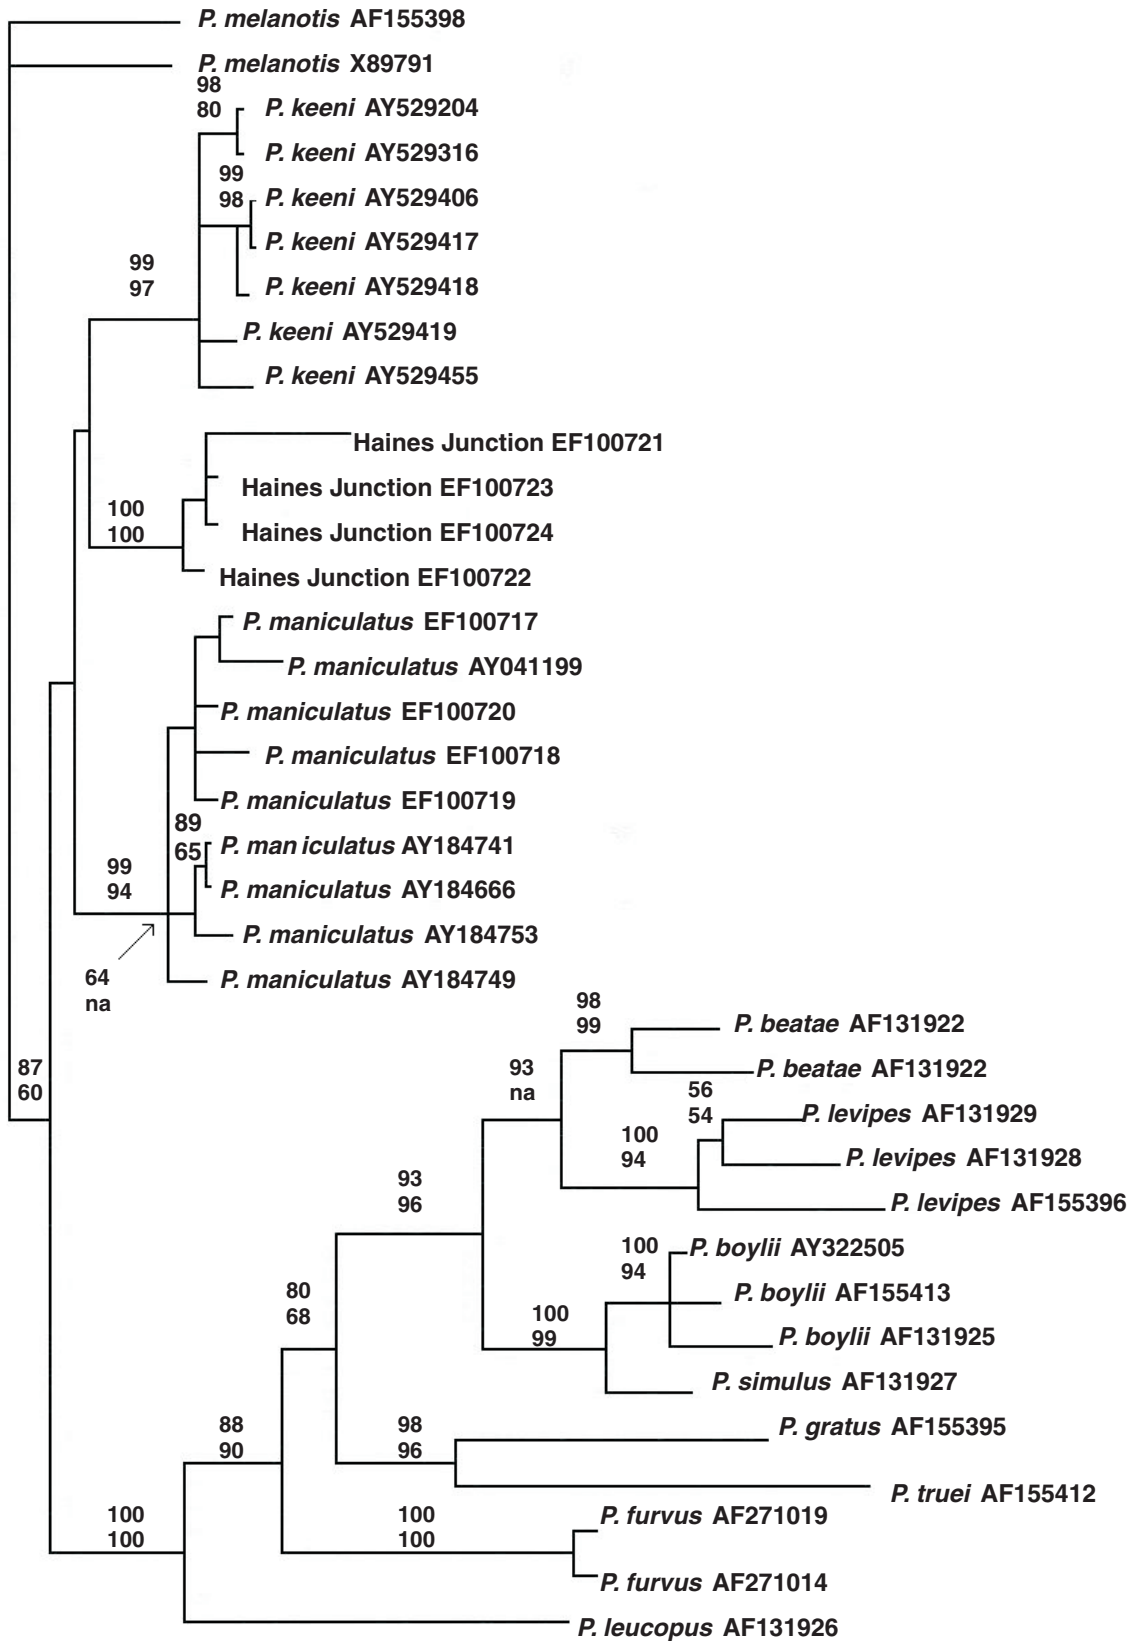 P. melanotis AF155398
P. melanotis X89791
98
80
P. keeni AY529204
P. keeni AY529316
99
98
P. keeni AY529406
P. keeni AY529417
99
97
P. keeni AY529418
P. keeni AY529419
P. keeni AY529455
Haines Junction EF100721
Haines Junction EF100723
100
100
Haines Junction EF100724
Haines Junction EF100722
P. maniculatus EF100717
P. maniculatus AY041199
P. maniculatus EF100720
P. maniculatus EF100718
P. maniculatus EF100719
89
65
P. maniculatus AY184741
99
94
P. maniculatus AY184666
P. maniculatus AY184753
64
na
P. maniculatus AY184749
98
99
P. beatae AF131922
87
60
93
na
P. beatae AF131922
56
54
P. levipes AF131929
100
94
P. levipes AF131928
93
96
P. levipes AF155396
100
94
P. boylii AY322505
80
68
P. boylii AF155413
100
99
P. boylii AF131925
P. simulus AF131927
88
90
98
96
P. gratus AF155395
P. truei AF155412
100
100
100
100
P. furvus AF271019
P. furvus AF271014
P. leucopus AF131926